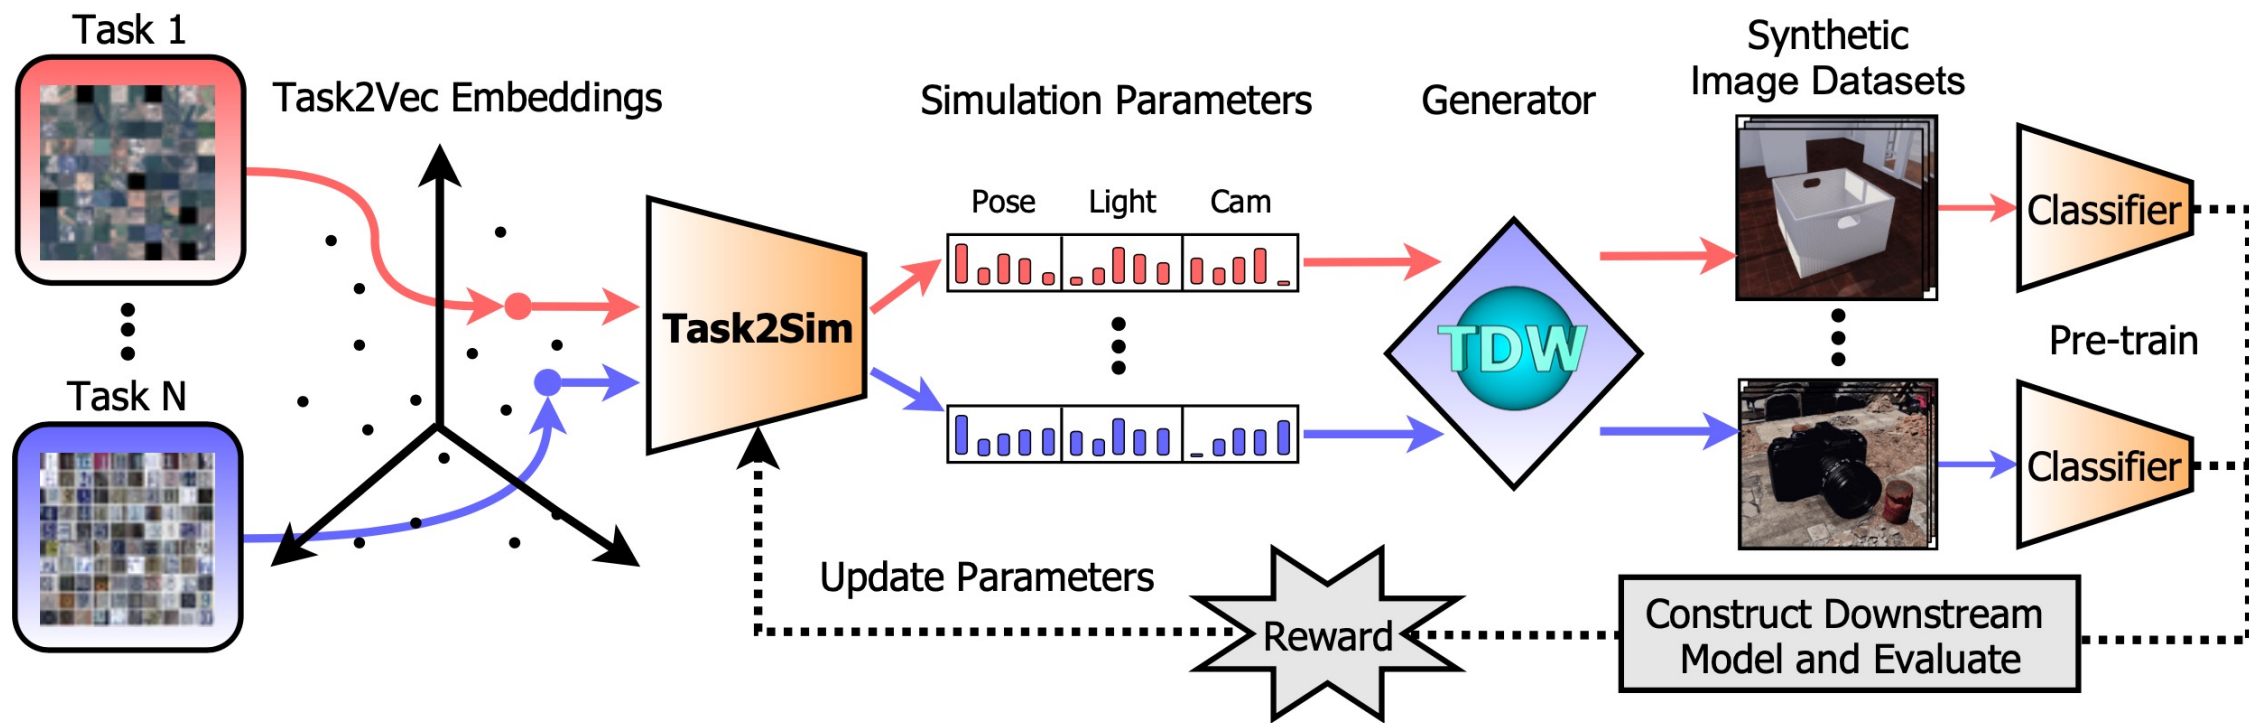 Task 1
Task2Vec Embeddings
Simulation Parameters
Generator
Synthetic
Image Datasets
Pose
Light
Cam
Task2Sim
TDW
Classifier
Pre-train
Task N
Classifier
Update Parameters
Reward
Construct Downstream
Model and Evaluate